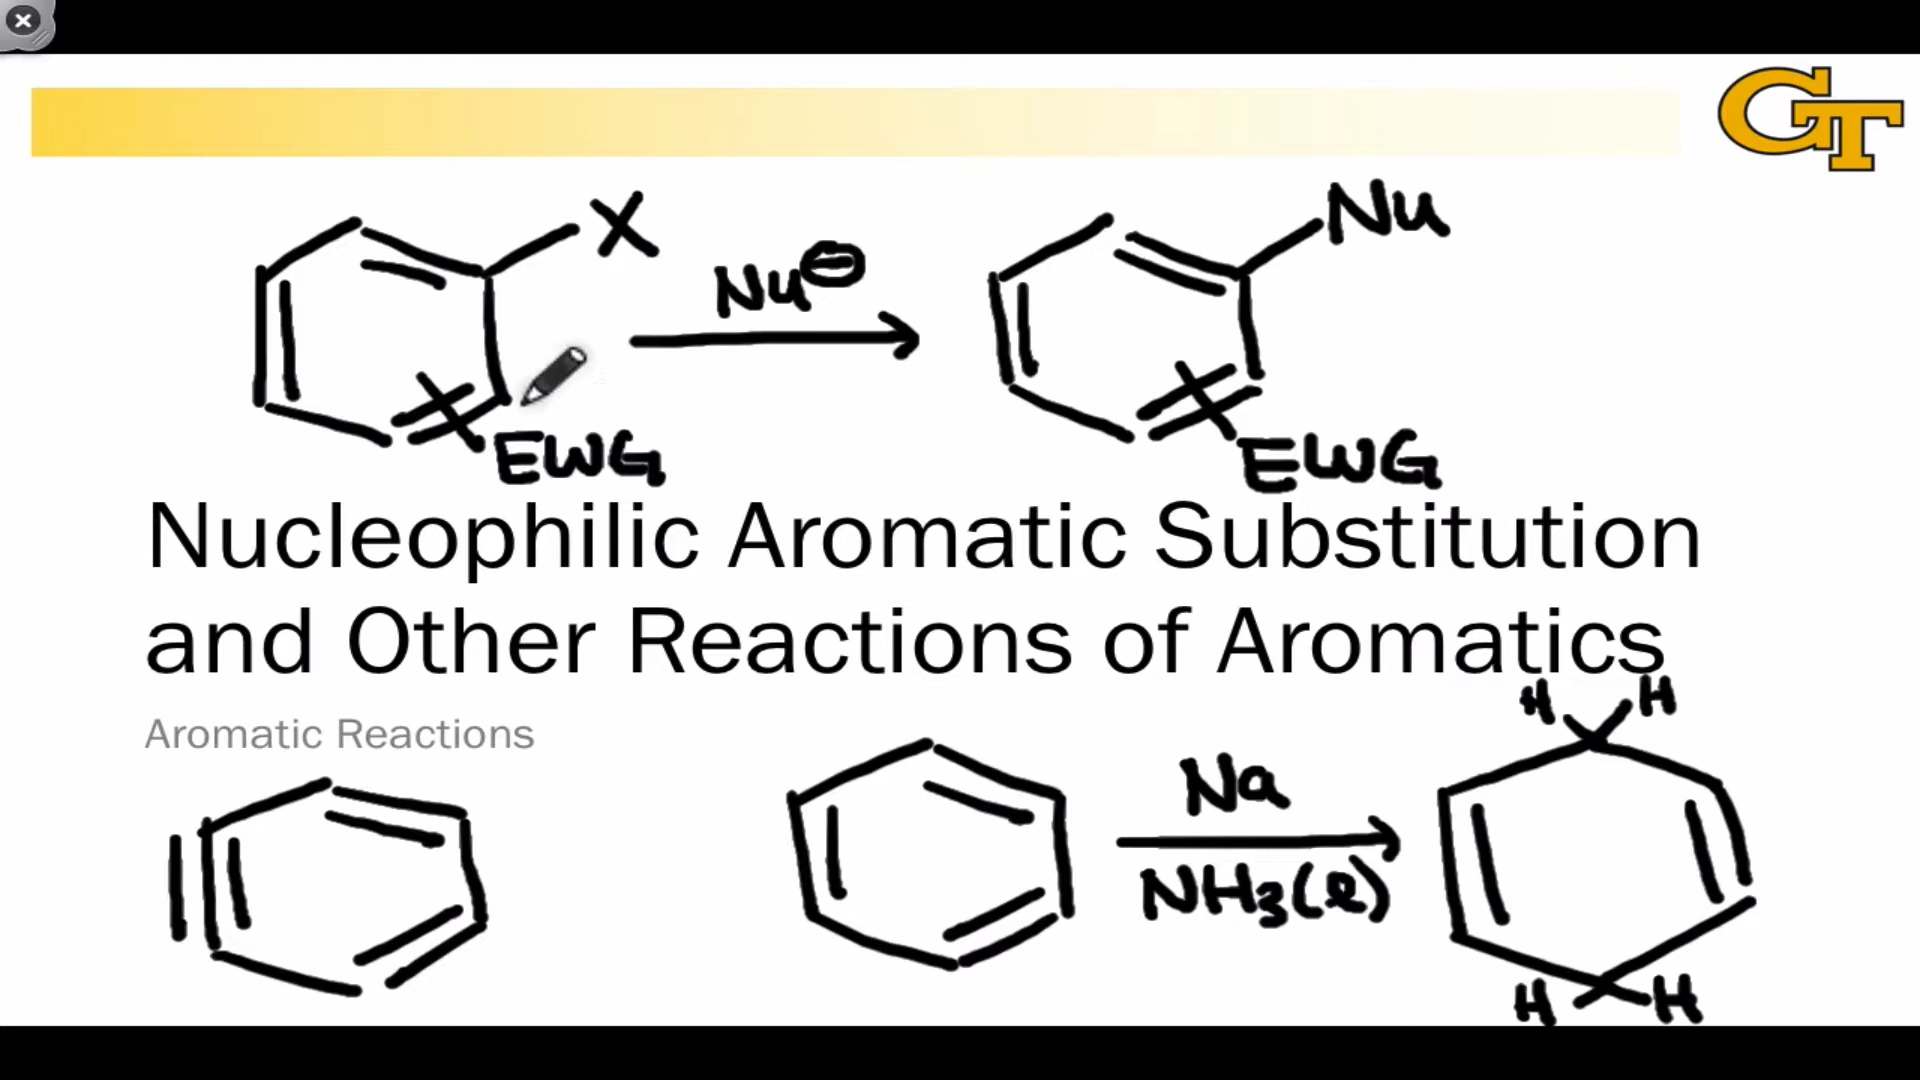 GT
X
Nu⊖
Nu
EWG
EWG
Nucleophilic Aromatic Substitution
and Other Reactions of Aromatics
H H
Aromatic Reactions
Na
NH3(l)
H H